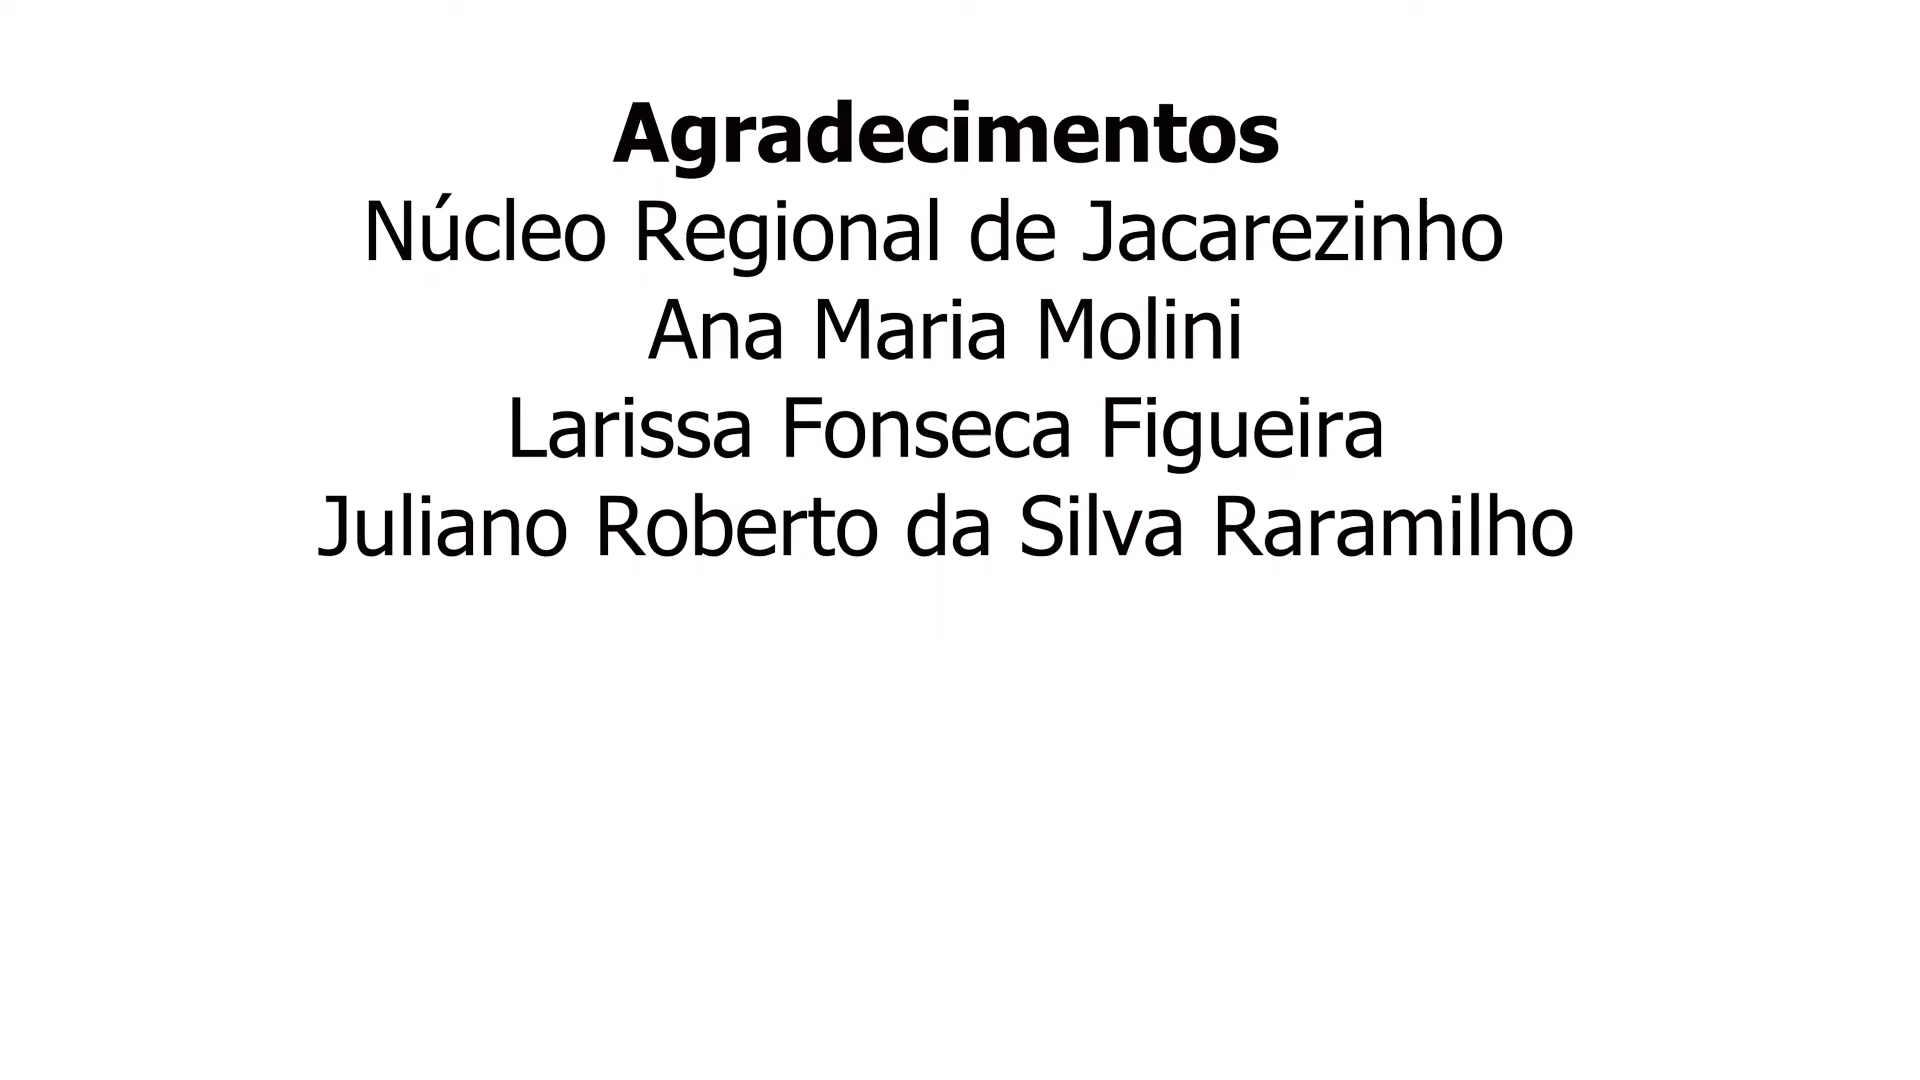 Agradecimentos
Núcleo Regional de Jacarezinho
Ana Maria Molini
Larissa Fonseca Figueira
Juliano Roberto da Silva Raramilho